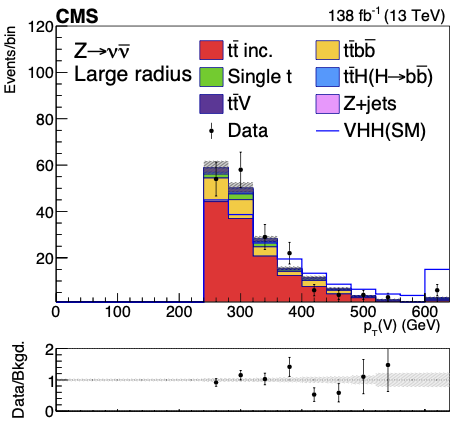 CMS 138 fb⁻¹ (13 TeV)
Events/bin
120
100
80
60
40
20
Z→νν̅
Large radius
tt̅ inc.
tt̅bb̅
Single t
tt̅H(H→bb̅)
tt̅V
Z+jets
Data
VHH(SM)
0 100 200 300 400 500 600
p_T(V) (GeV)
Data/Bkgd.
2
1
0